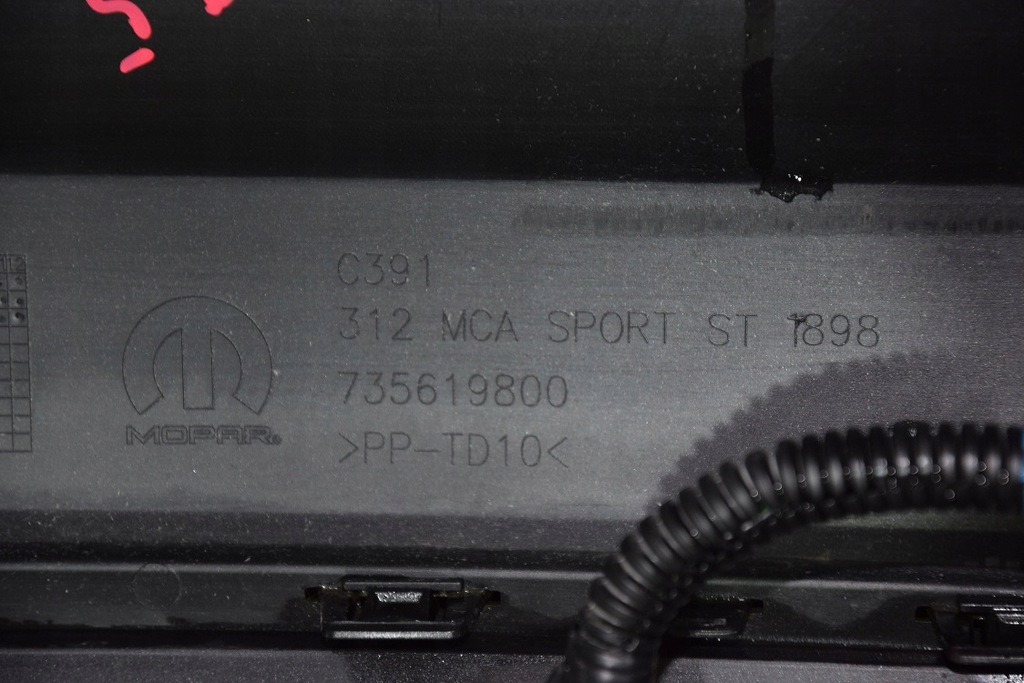 C391
312 MCA SPORT ST 1898
735619800
>PP-TD10<
MOPAR®